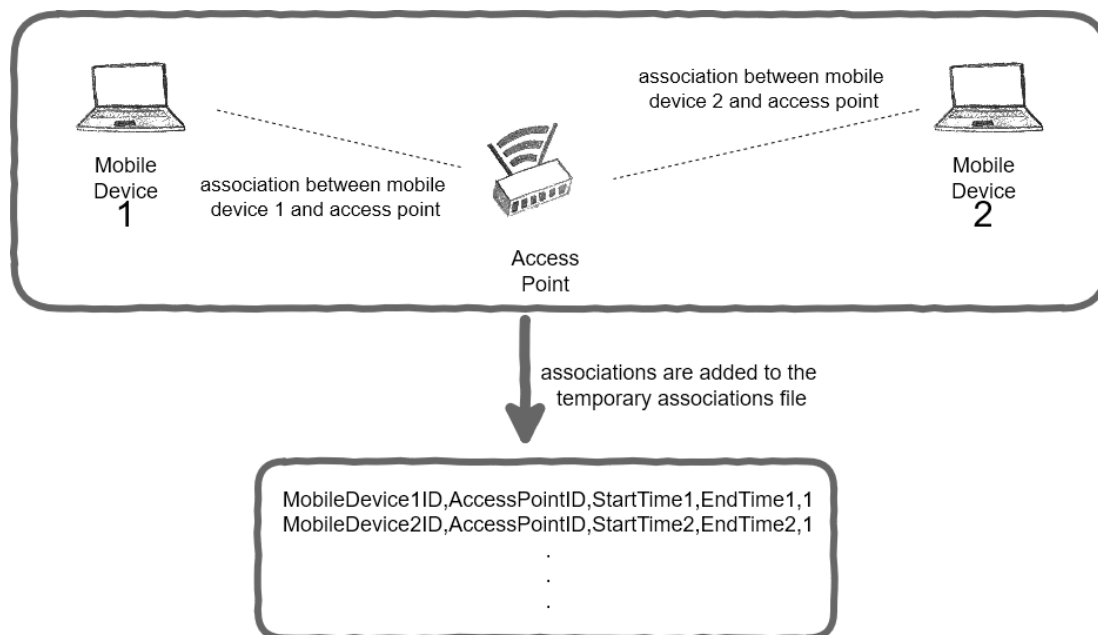 association between mobile
device 2 and access point
Mobile
Device
1
association between mobile
device 1 and access point
Mobile
Device
2
Access
Point
associations are added to the
temporary associations file
MobileDevice1ID,AccessPointID,StartTime1,EndTime1,1
MobileDevice2ID,AccessPointID,StartTime2,EndTime2,1
.
.
.